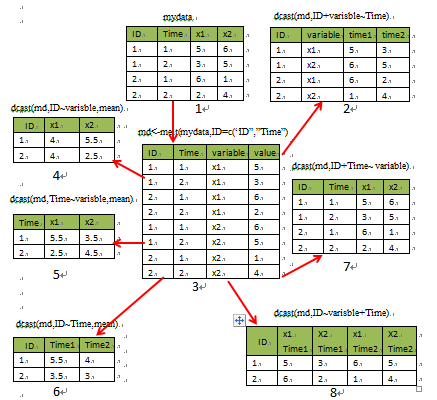 mydata
ID Time x1 x2
1 1 5 6
1 2 3 5
2 1 6 1
2 2 2 4
1
dcast(md,ID+varisble~Time)
ID variable time1 time2
1 x1 5 3
1 x2 6 5
2 x1 6 2
2 x2 1 4
2
dcast(md,ID~varisble,mean)
ID x1 x2
1 4 5.5
2 4 2.5
4
md<-melt(mydata,ID=c("ID","Time")
ID Time variable value
1 1 x1 5
1 2 x1 3
2 1 x1 6
2 2 x1 2
1 1 x2 6
1 2 x2 5
2 1 x2 1
2 2 x2 4
3
dcast(md,Time~varisble,mean)
Time x1 x2
1 5.5 3.5
2 2.5 4.5
5
dcast(md,ID+Time~ variable)
ID Time x1 x2
1 1 5 6
1 2 3 5
2 1 6 1
2 2 2 4
7
dcast(md,ID~Time,mean)
ID Time1 Time2
1 5.5 4
2 3.5 3
6
dcast(md,ID~varisble+Time)
ID x1 X1 X2 X2
Time1 Time2 Time1 Time2
1 5 3 6 5
2 6 2 1 4
8